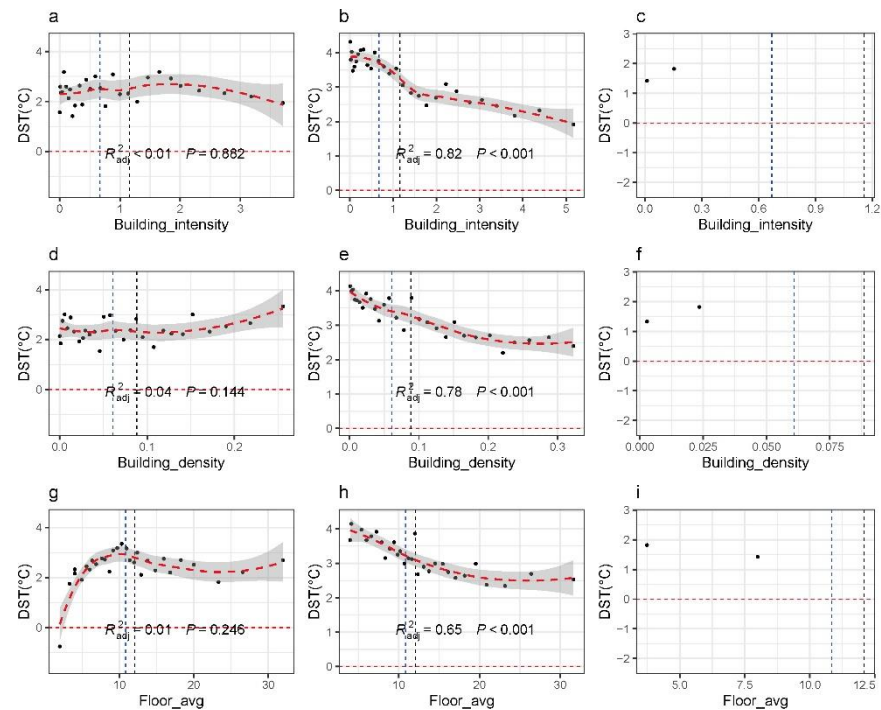 a
b
c
DST(°C)
4
2
0
R²adj < 0.01 P = 0.882
0 1 2 3
Building_intensity
DST(°C)
4
3
2
1
0
R²adj = 0.82 P < 0.001
0 1 2 3 4 5
Building_intensity
DST(°C)
3
2
1
0
−1
−2
0.0 0.3 0.6 0.9 1.2
Building_intensity
d
e
f
DST(°C)
4
2
0
R²adj = 0.04 P = 0.144
0.0 0.1 0.2
Building_density
DST(°C)
4
3
2
1
0
R²adj = 0.78 P < 0.001
0.0 0.1 0.2 0.3
Building_density
DST(°C)
3
2
1
0
−1
−2
0.000 0.025 0.050 0.075
Building_density
g
h
i
DST(°C)
4
2
0
R²adj = 0.01 P = 0.246
10 20 30
Floor_avg
DST(°C)
4
3
2
1
0
R²adj = 0.65 P < 0.001
10 20 30
Floor_avg
DST(°C)
3
2
1
0
−1
−2
5.0 7.5 10.0 12.5
Floor_avg